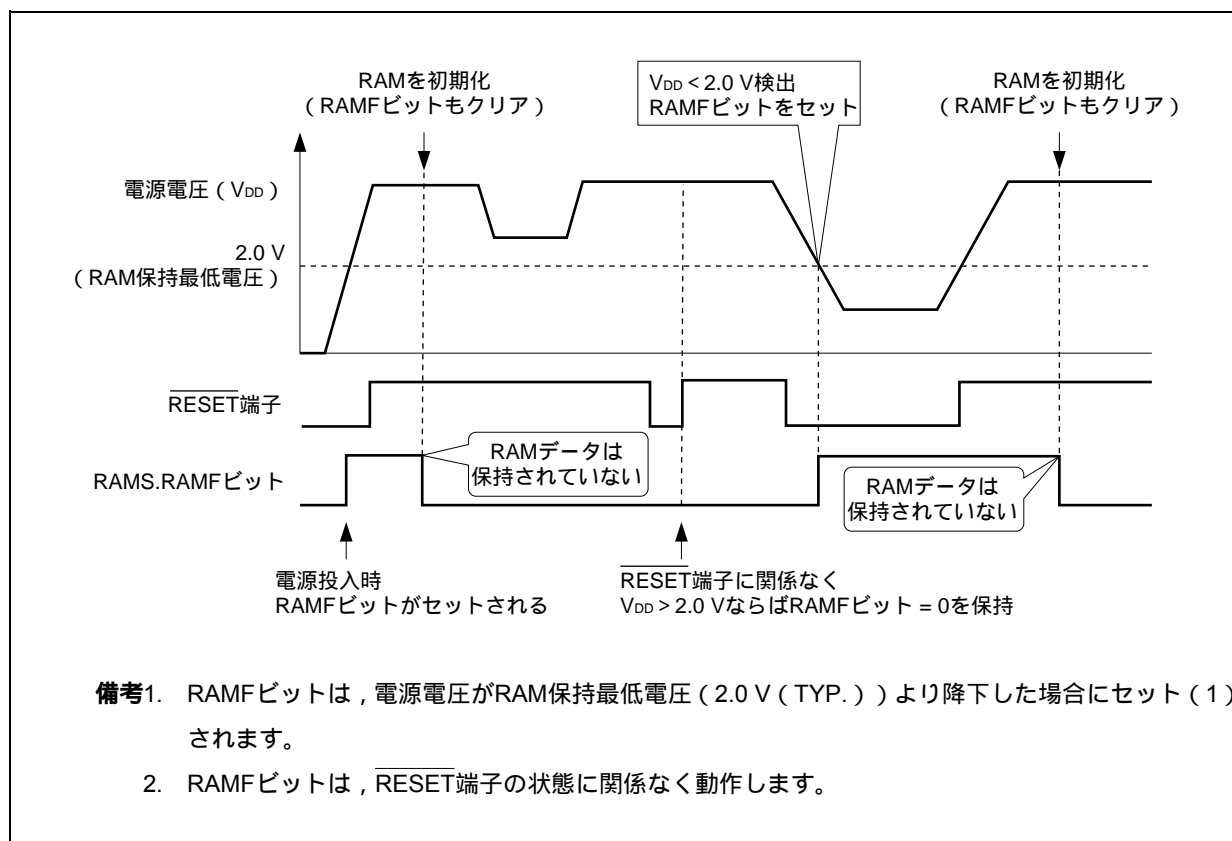 RAMを初期化
（RAMFビットもクリア）
VDD < 2.0 V検出
RAMFビットをセット
RAMを初期化
（RAMFビットもクリア）
電源電圧（VDD）
2.0 V
（RAM保持最低電圧）
RESET端子
RAMS.RAMFビット
RAMデータは
保持されていない
RAMデータは
保持されていない
電源投入時
RAMFビットがセットされる
RESET端子に関係なく
VDD > 2.0 VならばRAMFビット = 0を保持
備考1. RAMFビットは，電源電圧がRAM保持最低電圧（2.0 V（TYP.））より降下した場合にセット（1）
されます。
2. RAMFビットは，RESET端子の状態に関係なく動作します。